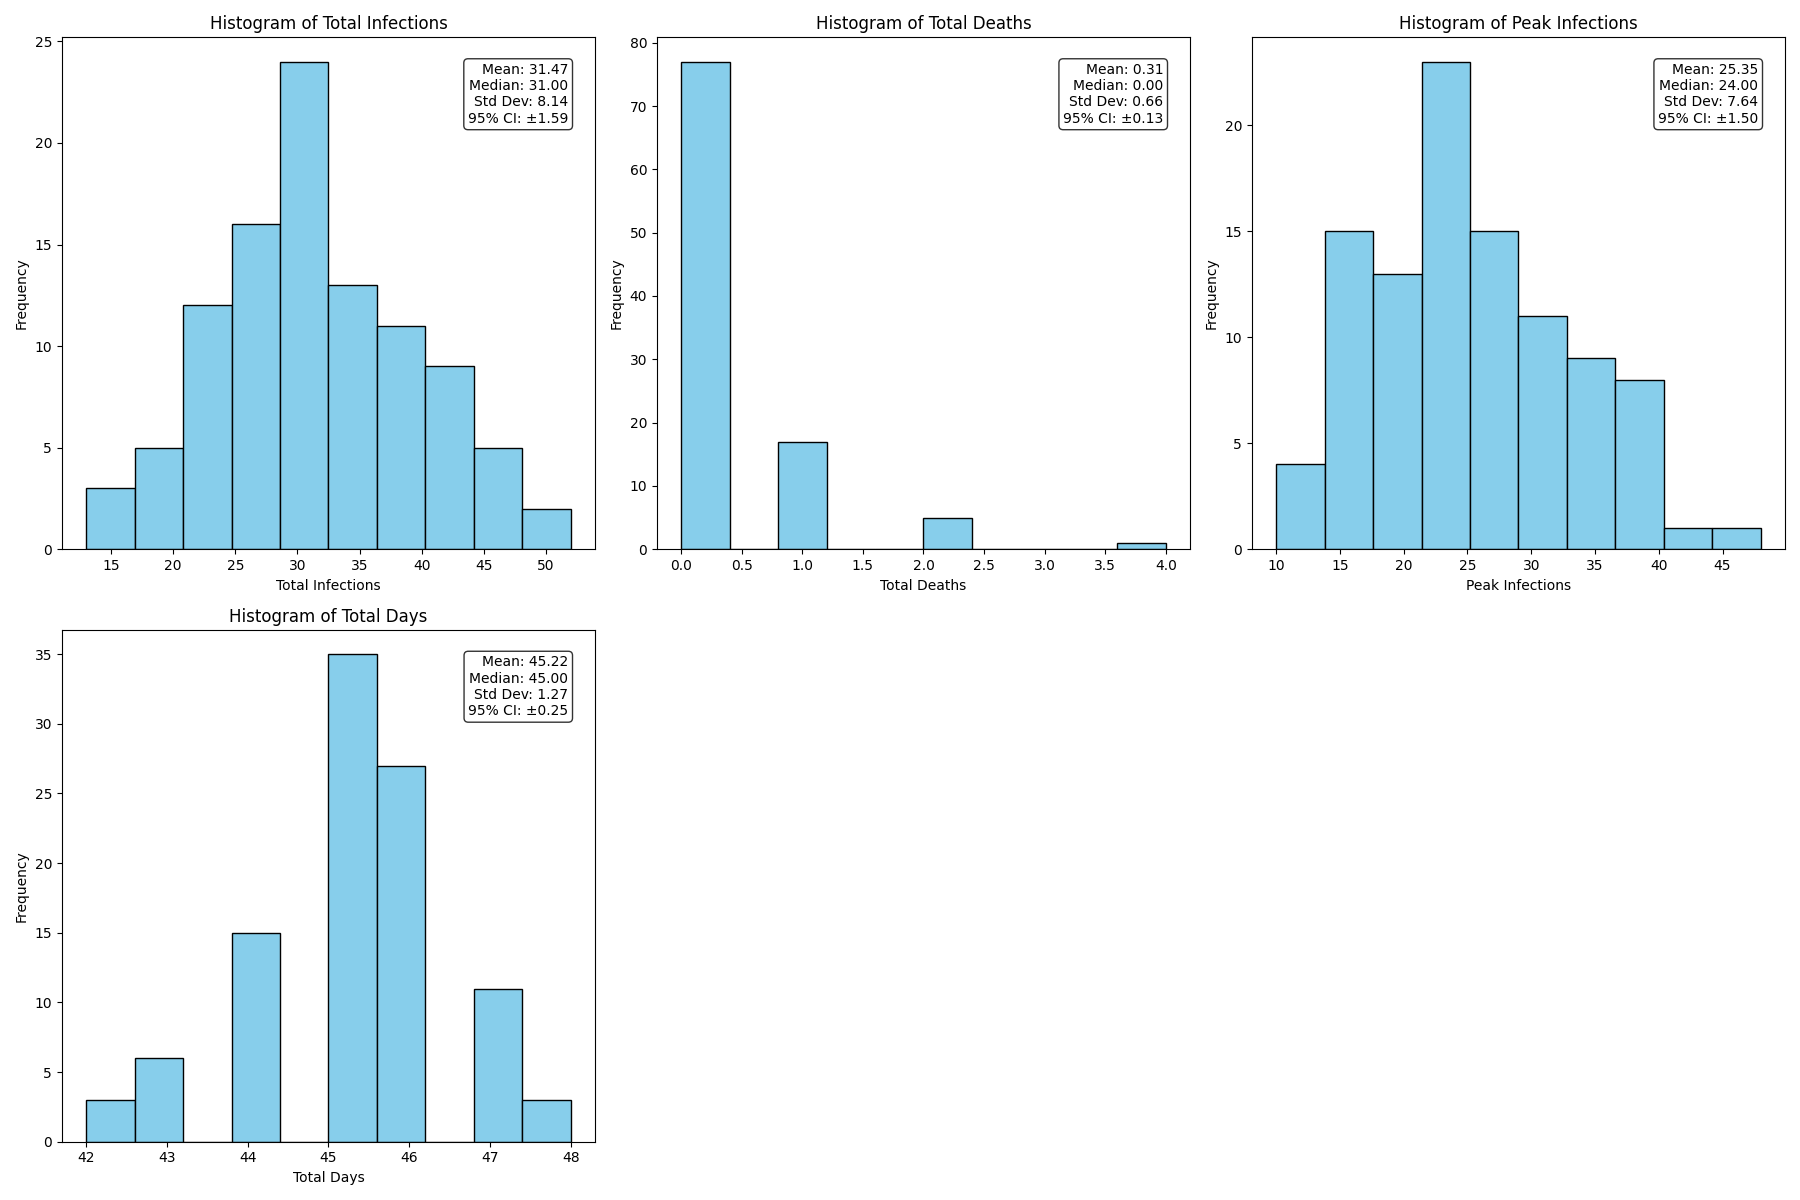 Histogram of Total Infections
25
20
15
10
5
0
Frequency
Mean: 31.47
Median: 31.00
Std Dev: 8.14
95% CI: ±1.59
15 20 25 30 35 40 45 50
Total Infections
Histogram of Total Deaths
80
70
60
50
40
30
20
10
0
Frequency
Mean: 0.31
Median: 0.00
Std Dev: 0.66
95% CI: ±0.13
0.0 0.5 1.0 1.5 2.0 2.5 3.0 3.5 4.0
Total Deaths
Histogram of Peak Infections
20
15
10
5
0
Frequency
Mean: 25.35
Median: 24.00
Std Dev: 7.64
95% CI: ±1.50
10 15 20 25 30 35 40 45
Peak Infections
Histogram of Total Days
35
30
25
20
15
10
5
0
Frequency
Mean: 45.22
Median: 45.00
Std Dev: 1.27
95% CI: ±0.25
42 43 44 45 46 47 48
Total Days